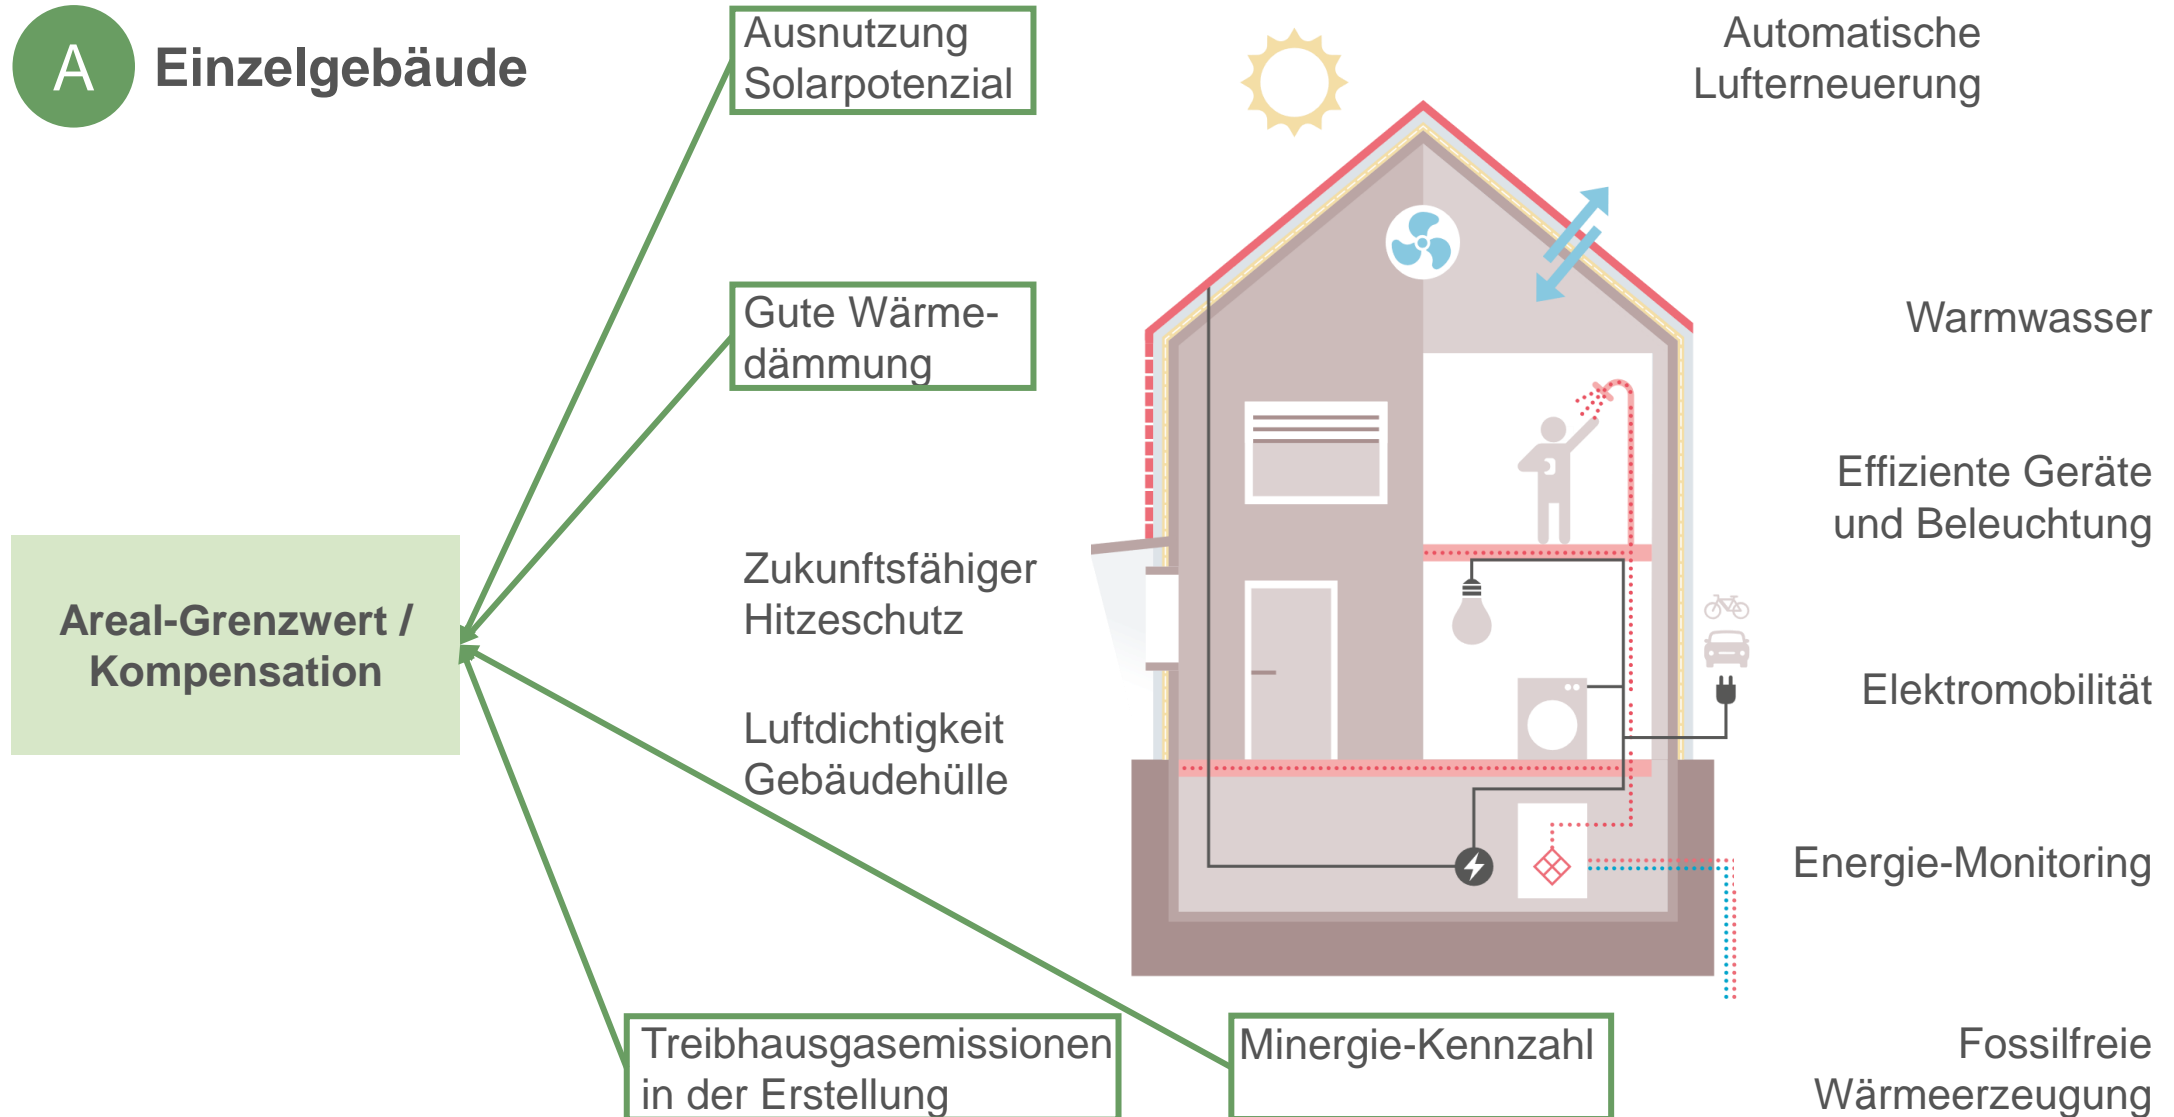 A
Einzelgebäude
Ausnutzung
Solarpotenzial
Automatische
Lufterneuerung
Gute Wärme-
dämmung
Warmwasser
Effiziente Geräte
und Beleuchtung
Zukunftsfähiger
Hitzeschutz
Areal-Grenzwert /
Kompensation
Elektromobilität
Luftdichtigkeit
Gebäudehülle
Energie-Monitoring
Treibhausgasemissionen
in der Erstellung
Minergie-Kennzahl
Fossilfreie
Wärmeerzeugung